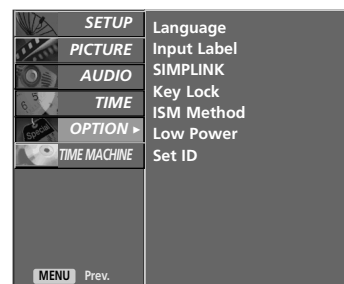 SETUP
PICTURE
AUDIO
TIME
OPTION ►
TIME MACHINE
MENU Prev.
Language
Input Label
SIMPLINK
Key Lock
ISM Method
Low Power
Set ID